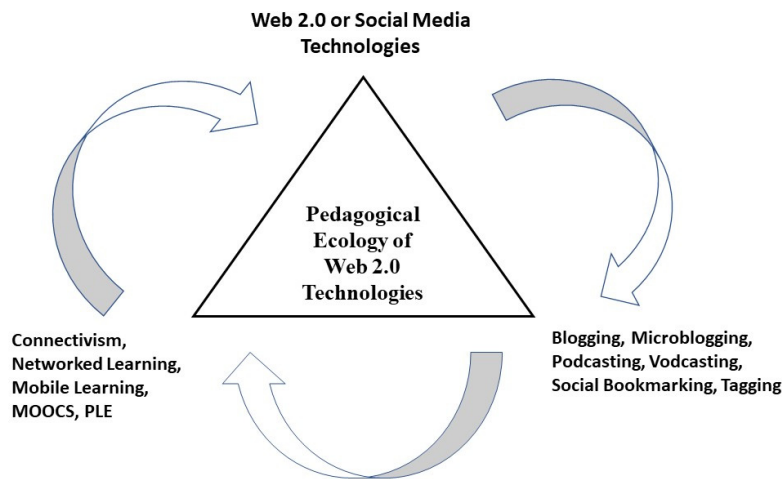 Web 2.0 or Social Media
Technologies
Pedagogical
Ecology of
Web 2.0
Technologies
Connectivism,
Networked Learning,
Mobile Learning,
MOOCS, PLE
Blogging, Microblogging,
Podcasting, Vodcasting,
Social Bookmarking, Tagging